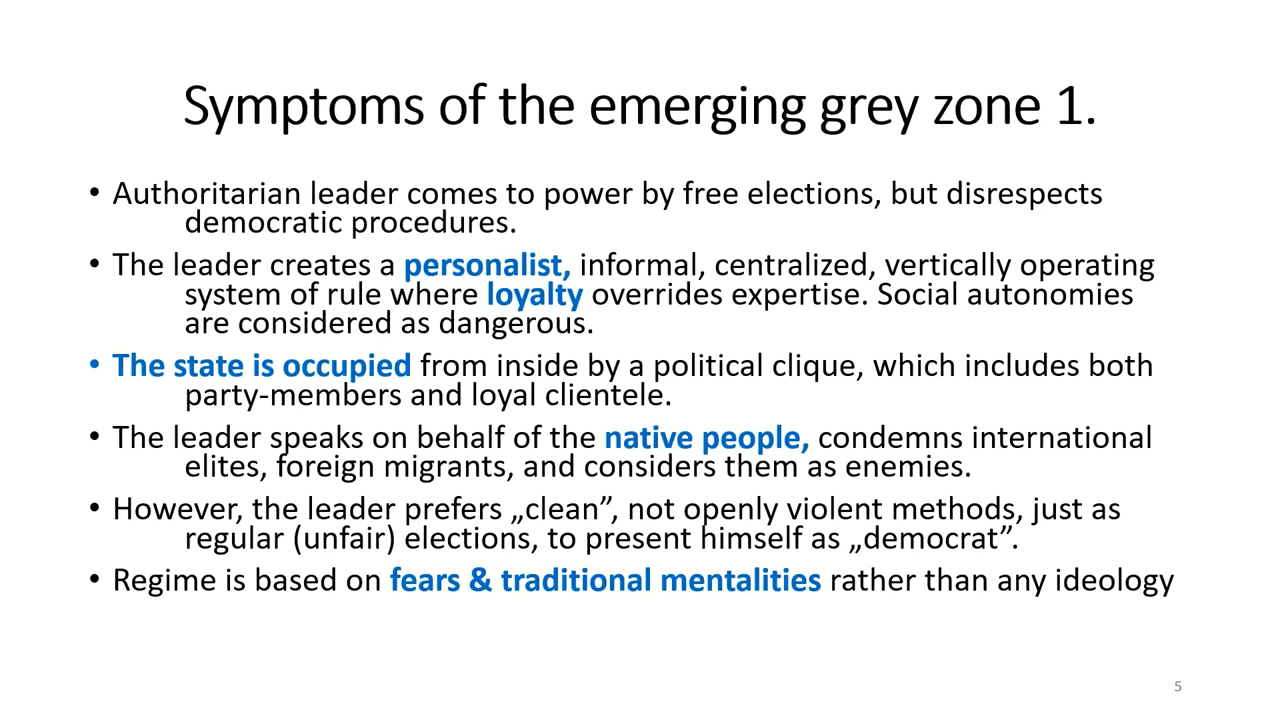 Symptoms of the emerging grey zone 1.
• Authoritarian leader comes to power by free elections, but disrespects
democratic procedures.
• The leader creates a personalist, informal, centralized, vertically operating
system of rule where loyalty overrides expertise. Social autonomies
are considered as dangerous.
• The state is occupied from inside by a political clique, which includes both
party-members and loyal clientele.
• The leader speaks on behalf of the native people, condemns international
elites, foreign migrants, and considers them as enemies.
• However, the leader prefers „clean”, not openly violent methods, just as
regular (unfair) elections, to present himself as „democrat”.
• Regime is based on fears & traditional mentalities rather than any ideology
5